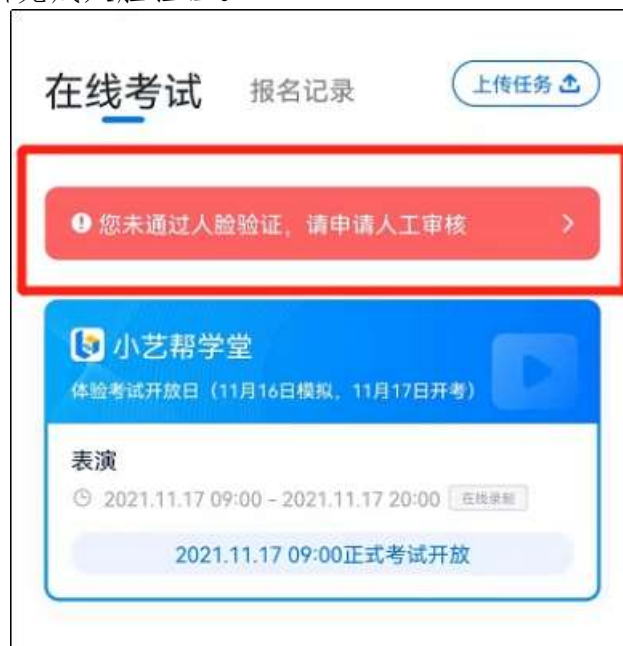 在线考试 报名记录 上传任务
您未通过人脸验证，请申请人工审核
小艺帮学堂
体验考试开放日（11月16日模拟，11月17日开考）
表演
2021.11.17 09:00 - 2021.11.17 20:00 在线录制
2021.11.17 09:00正式考试开放